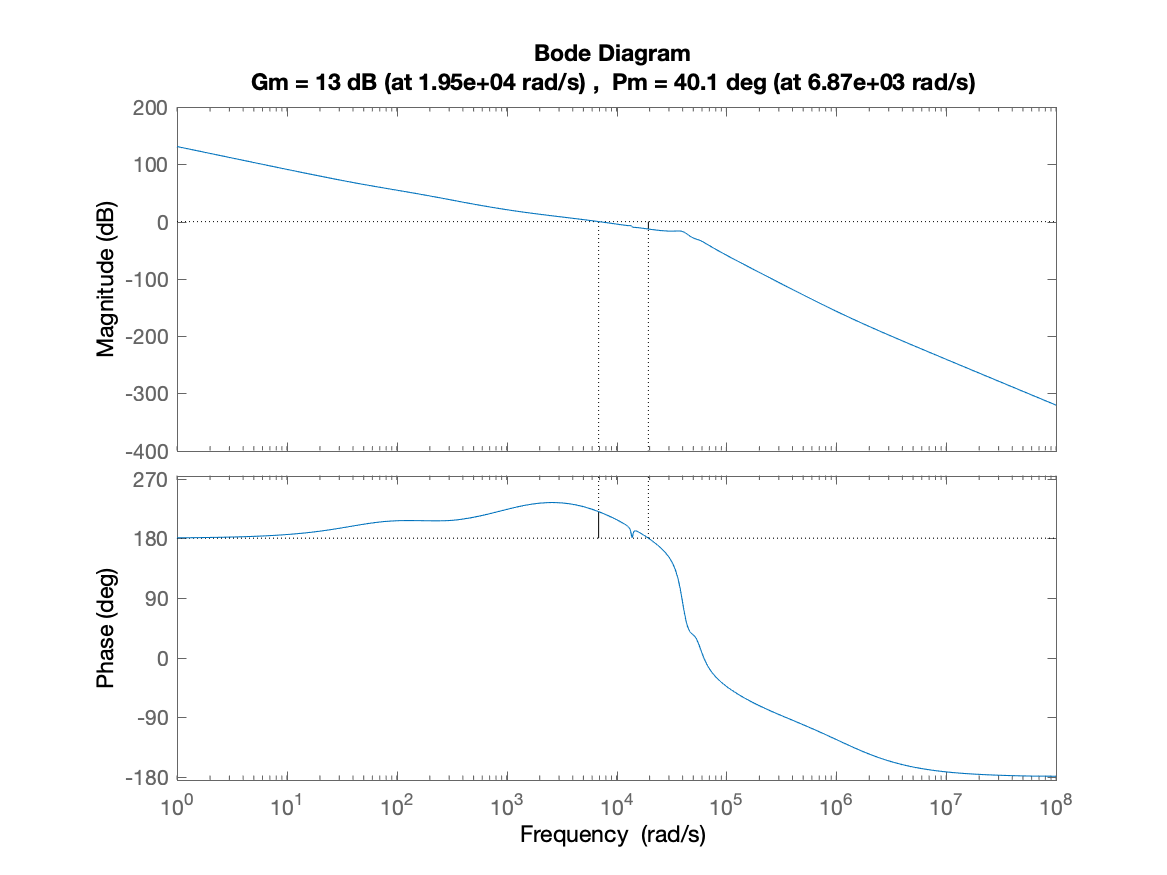 Bode Diagram
Gm = 13 dB (at 1.95e+04 rad/s) , Pm = 40.1 deg (at 6.87e+03 rad/s)
200
100
0
-100
-200
-300
-400
Magnitude (dB)
270
180
90
0
-90
-180
Phase (deg)
10^0 10^1 10^2 10^3 10^4 10^5 10^6 10^7 10^8
Frequency (rad/s)